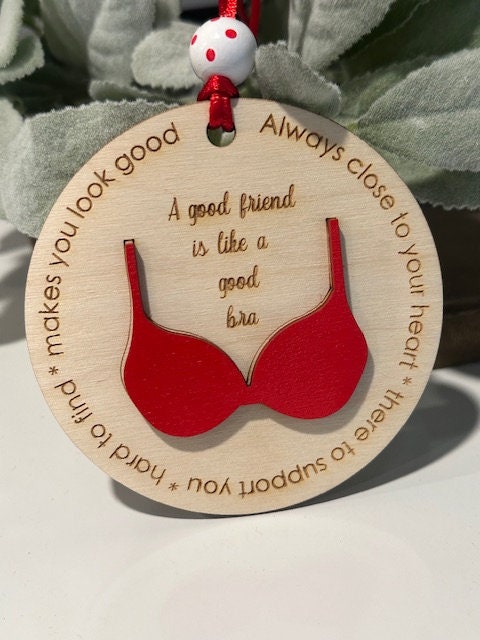 A good friend
is like a
good
bra
Always close to your heart * there to support you * hard to find * makes you look good